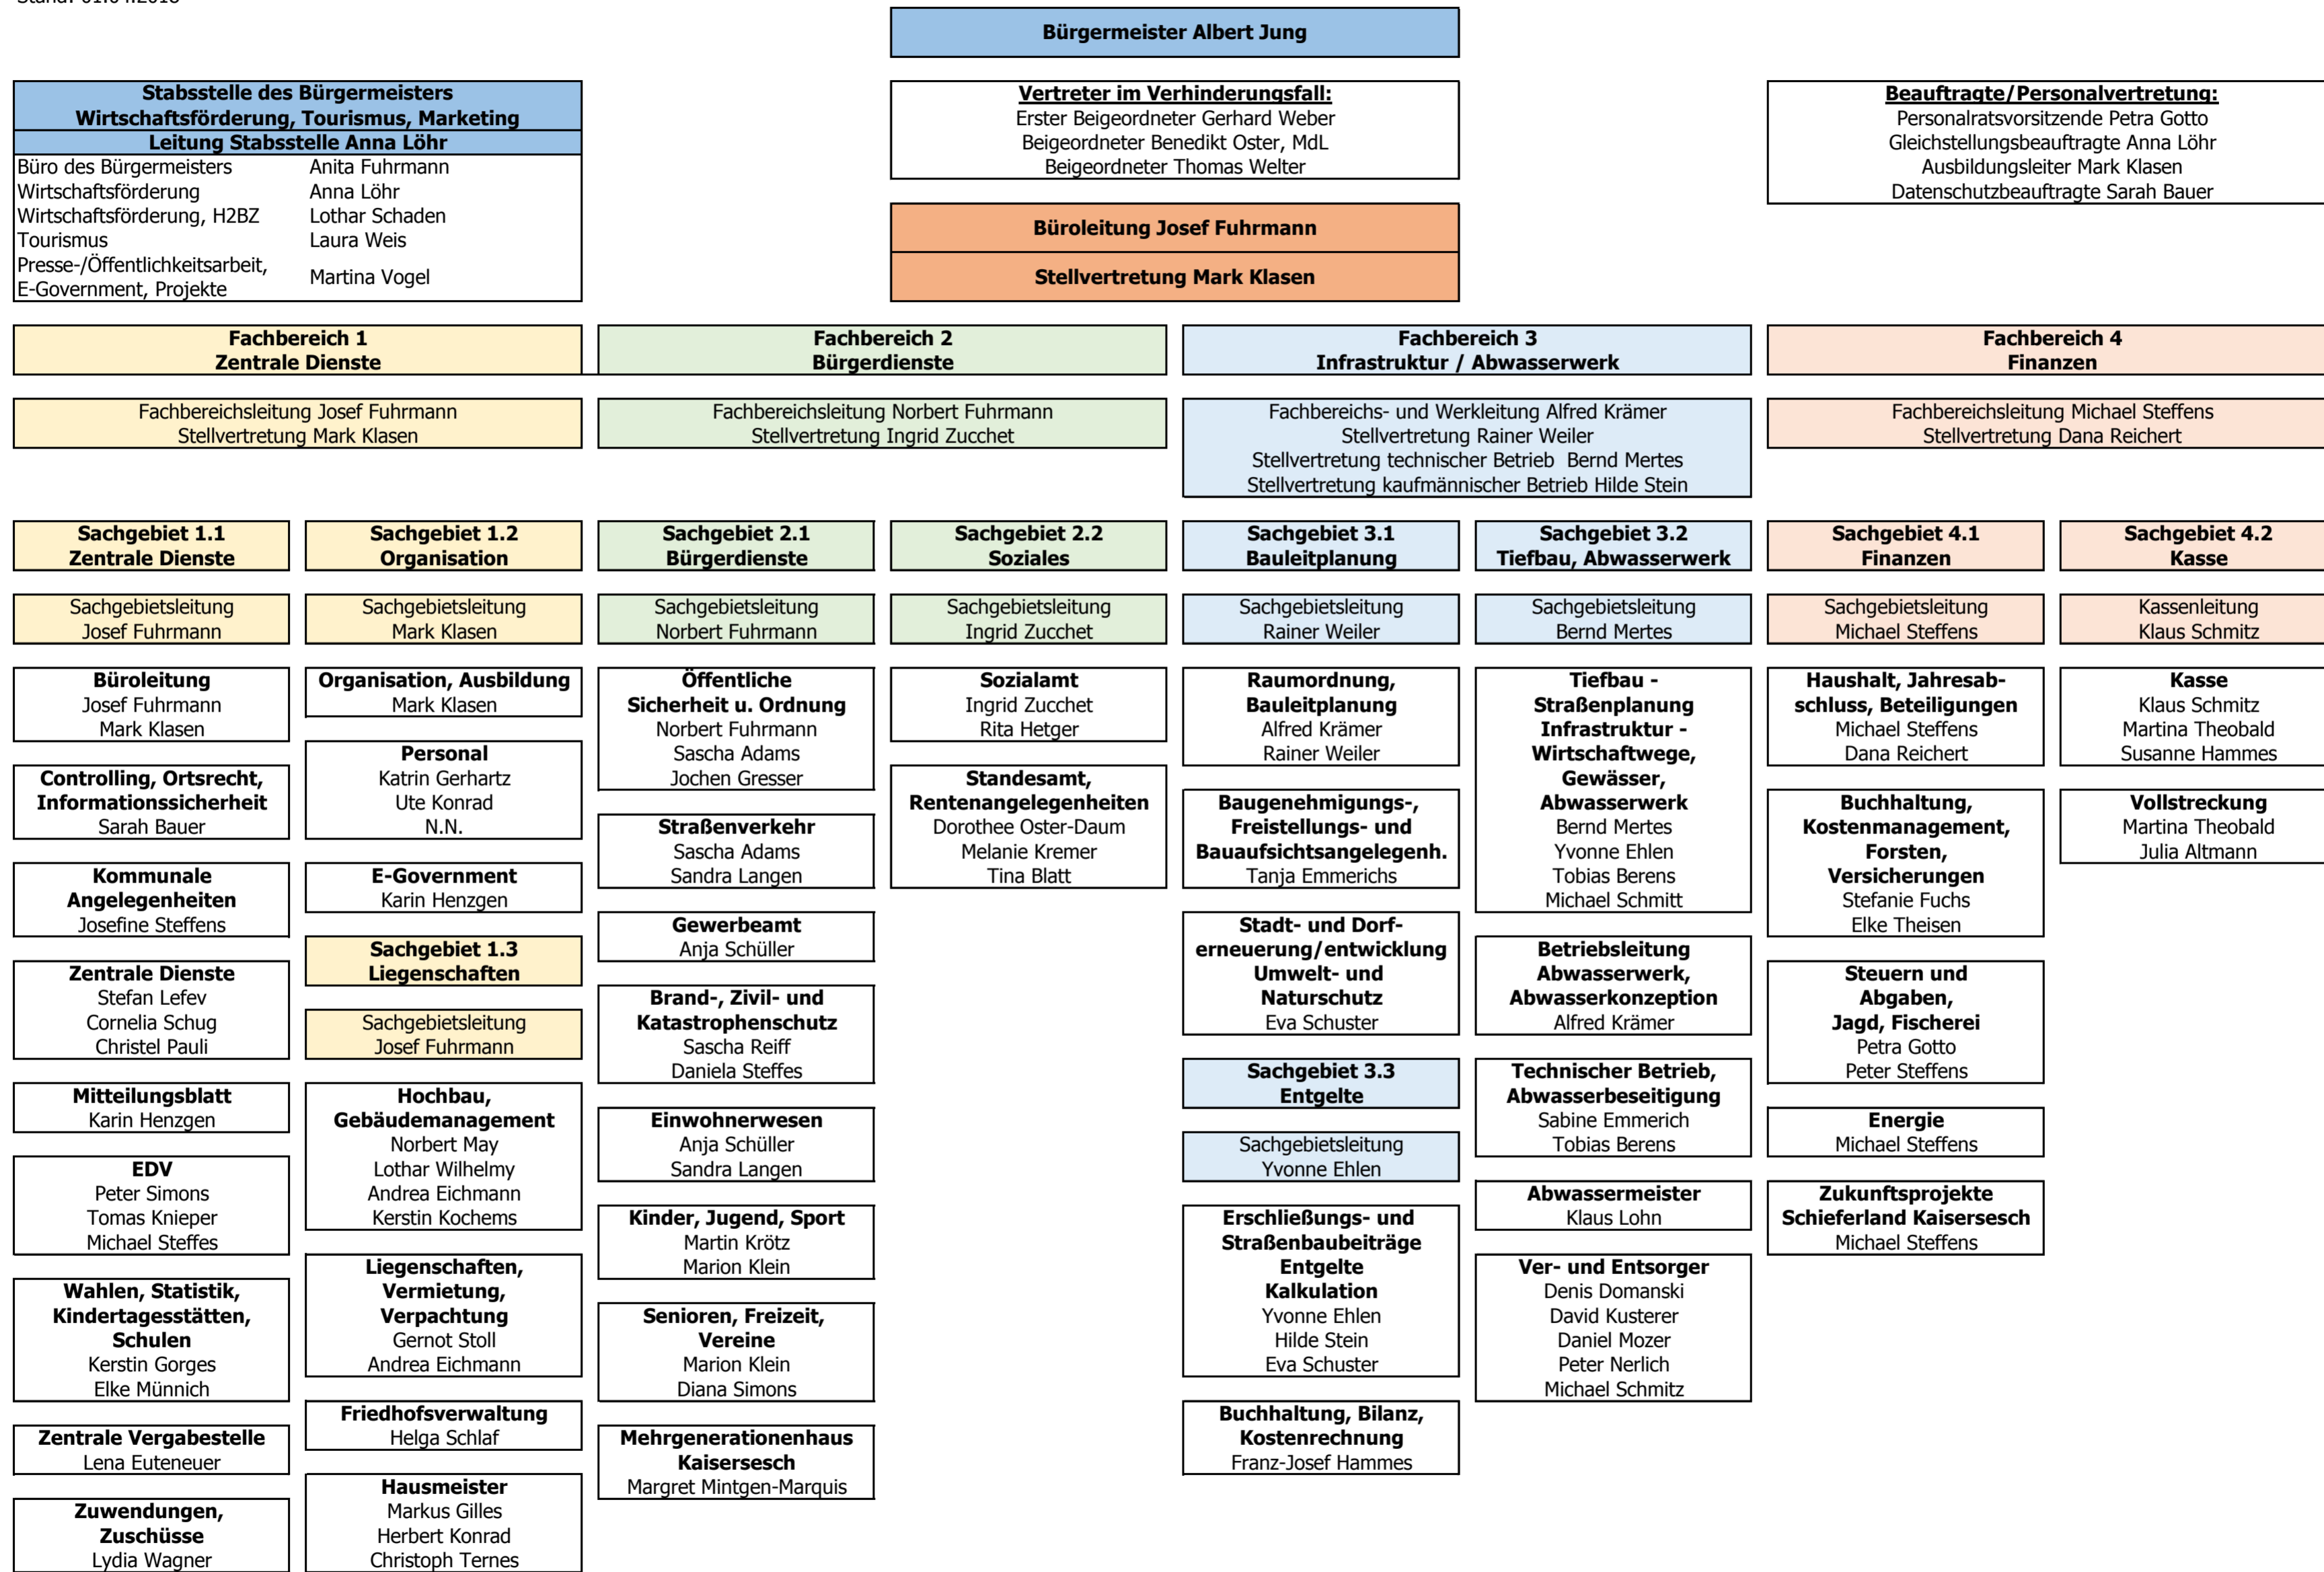 Bürgermeister Albert Jung
Stabsstelle des Bürgermeisters
Wirtschaftsförderung, Tourismus, Marketing
Leitung Stabsstelle Anna Löhr
Büro des Bürgermeisters Anita Fuhrmann
Wirtschaftsförderung Anna Löhr
Wirtschaftsförderung, H2BZ Lothar Schaden
Tourismus Laura Weis
Presse-/Öffentlichkeitsarbeit,
E-Government, Projekte
Martina Vogel
Vertreter im Verhinderungsfall:
Erster Beigeordneter Gerhard Weber
Beigeordneter Benedikt Oster, MdL
Beigeordneter Thomas Welter
Beauftragte/Personalvertretung:
Personalratsvorsitzende Petra Gotto
Gleichstellungsbeauftragte Anna Löhr
Ausbildungsleiter Mark Klasen
Datenschutzbeauftragte Sarah Bauer
Büroleitung Josef Fuhrmann
Stellvertretung Mark Klasen
Fachbereich 1
Zentrale Dienste
Fachbereichsleitung Josef Fuhrmann
Stellvertretung Mark Klasen
Fachbereich 2
Bürgerdienste
Fachbereichsleitung Norbert Fuhrmann
Stellvertretung Ingrid Zucchet
Fachbereich 3
Infrastruktur / Abwasserwerk
Fachbereichs- und Werkleitung Alfred Krämer
Stellvertretung Rainer Weiler
Stellvertretung technischer Betrieb Bernd Mertes
Stellvertretung kaufmännischer Betrieb Hilde Stein
Fachbereich 4
Finanzen
Fachbereichsleitung Michael Steffens
Stellvertretung Dana Reichert
Sachgebiet 1.1
Zentrale Dienste
Sachgebietsleitung
Josef Fuhrmann
Büroleitung
Josef Fuhrmann
Mark Klasen
Controlling, Ortsrecht,
Informationssicherheit
Sarah Bauer
Kommunale
Angelegenheiten
Josefine Steffens
Zentrale Dienste
Stefan Lefev
Cornelia Schug
Christel Pauli
Mitteilungsblatt
Karin Henzgen
EDV
Peter Simons
Tomas Knieper
Michael Steffes
Wahlen, Statistik,
Kindertagesstätten,
Schulen
Kerstin Gorges
Elke Münnich
Zentrale Vergabestelle
Lena Euteneuer
Zuwendungen,
Zuschüsse
Lydia Wagner
Sachgebiet 1.2
Organisation
Sachgebietsleitung
Mark Klasen
Organisation, Ausbildung
Mark Klasen
Personal
Katrin Gerhartz
Ute Konrad
N.N.
E-Government
Karin Henzgen
Sachgebiet 1.3
Liegenschaften
Sachgebietsleitung
Josef Fuhrmann
Hochbau,
Gebäudemanagement
Norbert May
Lothar Wilhelmy
Andrea Eichmann
Kerstin Kochems
Liegenschaften,
Vermietung,
Verpachtung
Gernot Stoll
Andrea Eichmann
Friedhofsverwaltung
Helga Schlaf
Hausmeister
Markus Gilles
Herbert Konrad
Christoph Ternes
Sachgebiet 2.1
Bürgerdienste
Sachgebietsleitung
Norbert Fuhrmann
Öffentliche
Sicherheit u. Ordnung
Norbert Fuhrmann
Sascha Adams
Jochen Gresser
Straßenverkehr
Sascha Adams
Sandra Langen
Gewerbeamt
Anja Schüller
Brand-, Zivil- und
Katastrophenschutz
Sascha Reiff
Daniela Steffes
Einwohnerwesen
Anja Schüller
Sandra Langen
Kinder, Jugend, Sport
Martin Krötz
Marion Klein
Senioren, Freizeit,
Vereine
Marion Klein
Diana Simons
Mehrgenerationenhaus
Kaisersesch
Margret Mintgen-Marquis
Sachgebiet 2.2
Soziales
Sachgebietsleitung
Ingrid Zucchet
Sozialamt
Ingrid Zucchet
Rita Hetger
Standesamt,
Rentenangelegenheiten
Dorothee Oster-Daum
Melanie Kremer
Tina Blatt
Sachgebiet 3.1
Bauleitplanung
Sachgebietsleitung
Rainer Weiler
Raumordnung,
Bauleitplanung
Alfred Krämer
Rainer Weiler
Baugenehmigungs-,
Freistellungs- und
Bauaufsichtsangelegenh.
Tanja Emmerichs
Stadt- und Dorf-
erneuerung/entwicklung
Umwelt- und
Naturschutz
Eva Schuster
Sachgebiet 3.3
Entgelte
Sachgebietsleitung
Yvonne Ehlen
Erschließungs- und
Straßenbaubeiträge
Entgelte
Kalkulation
Yvonne Ehlen
Hilde Stein
Eva Schuster
Buchhaltung, Bilanz,
Kostenrechnung
Franz-Josef Hammes
Sachgebiet 3.2
Tiefbau, Abwasserwerk
Sachgebietsleitung
Bernd Mertes
Tiefbau -
Straßenplanung
Infrastruktur -
Wirtschaftwege,
Gewässer,
Abwasserwerk
Bernd Mertes
Yvonne Ehlen
Tobias Berens
Michael Schmitt
Betriebsleitung
Abwasserwerk,
Abwasserkonzeption
Alfred Krämer
Technischer Betrieb,
Abwasserbeseitigung
Sabine Emmerich
Tobias Berens
Abwassermeister
Klaus Lohn
Ver- und Entsorger
Denis Domanski
David Kusterer
Daniel Mozer
Peter Nerlich
Michael Schmitz
Sachgebiet 4.1
Finanzen
Sachgebietsleitung
Michael Steffens
Haushalt, Jahresab-
schluss, Beteiligungen
Michael Steffens
Dana Reichert
Buchhaltung,
Kostenmanagement,
Forsten,
Versicherungen
Stefanie Fuchs
Elke Theisen
Steuern und
Abgaben,
Jagd, Fischerei
Petra Gotto
Peter Steffens
Energie
Michael Steffens
Zukunftsprojekte
Schieferland Kaisersesch
Michael Steffens
Sachgebiet 4.2
Kasse
Kassenleitung
Klaus Schmitz
Kasse
Klaus Schmitz
Martina Theobald
Susanne Hammes
Vollstreckung
Martina Theobald
Julia Altmann